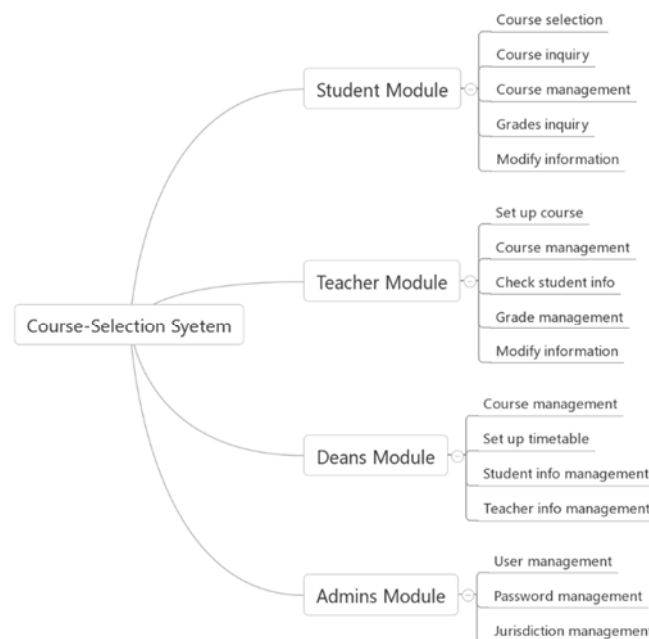 Course-Selection Syetem
Student Module
Course selection
Course inquiry
Course management
Grades inquiry
Modify information
Teacher Module
Set up course
Course management
Check student info
Grade management
Modify information
Deans Module
Course management
Set up timetable
Student info management
Teacher info management
Admins Module
User management
Password management
Jurisdiction management